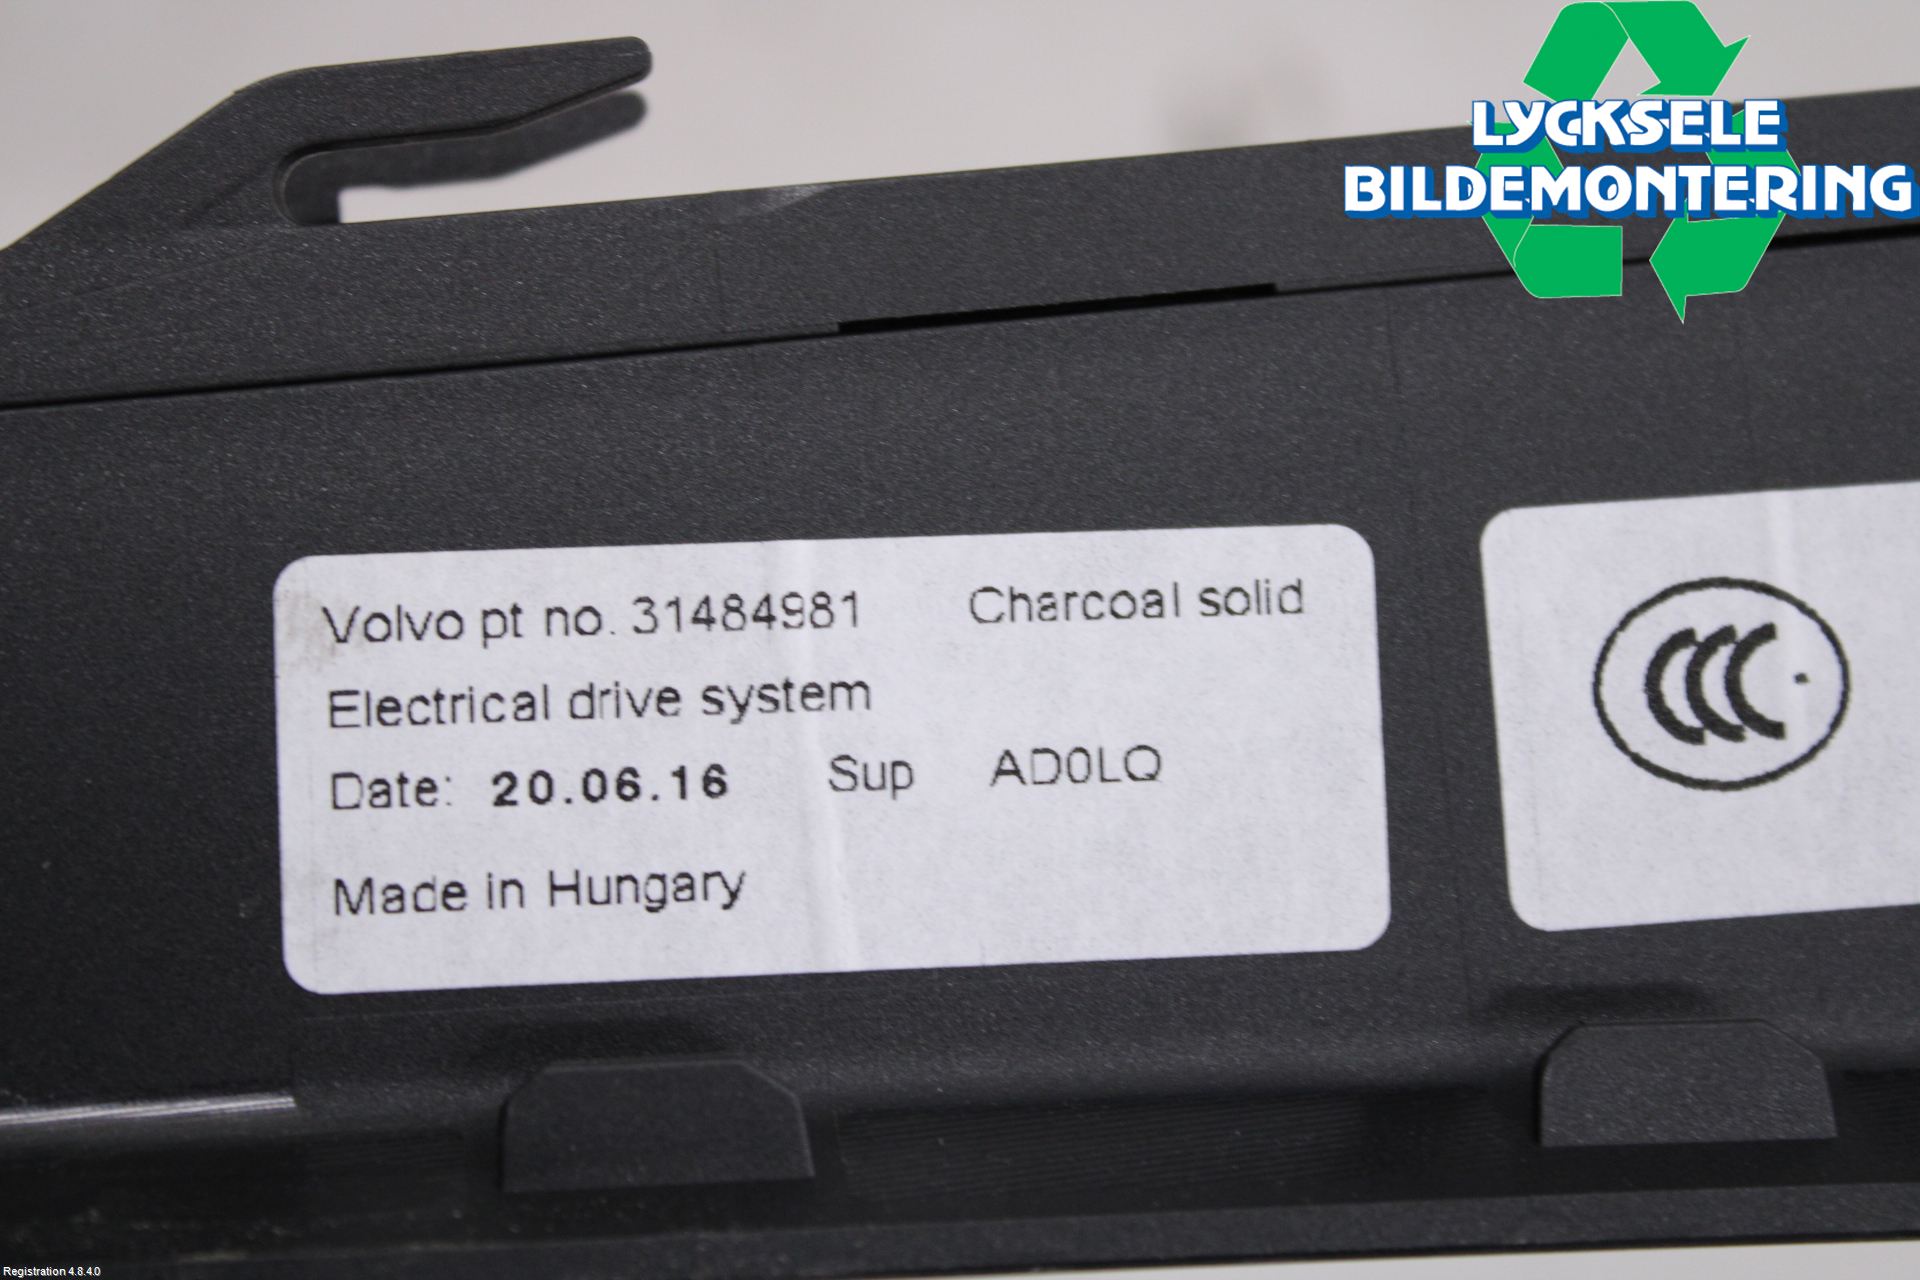 LYCKSELE
BILDEMONTERING
Volvo pt no. 31484981 Charcoal solid
Electrical drive system
Date: 20.06.16 Sup AD0LQ
Made in Hungary
CCC
Registration 4.8.4.0